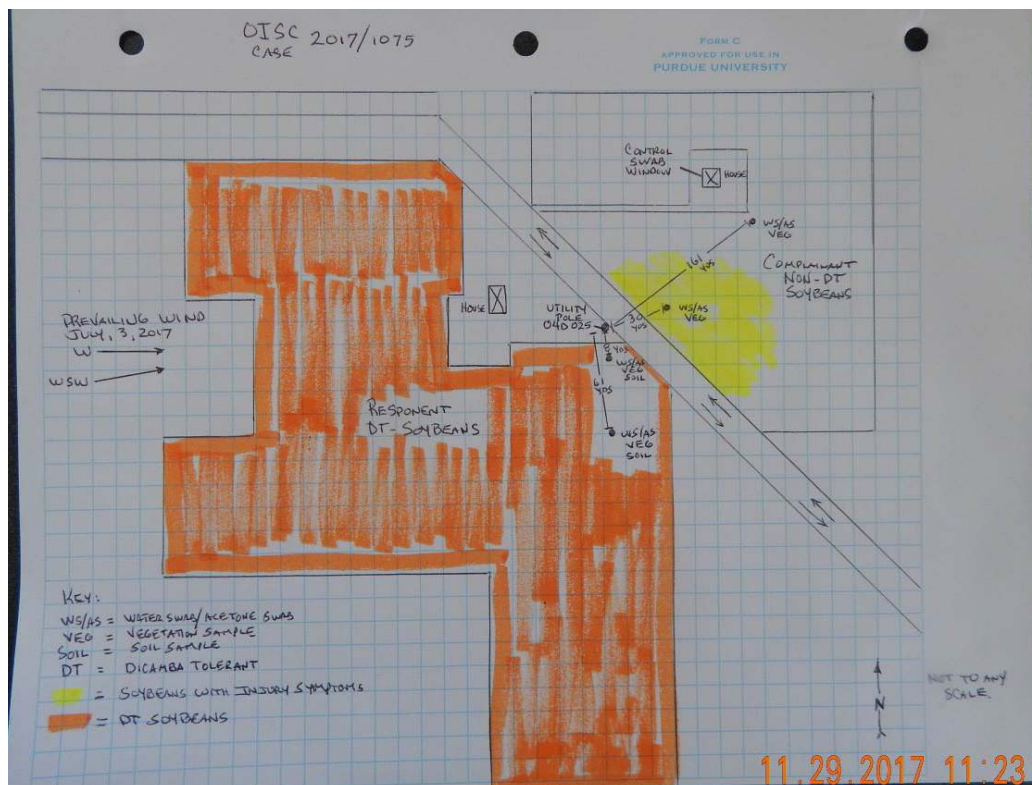 OISC 2017/1075
CASE
FORM C
APPROVED FOR USE IN
PURDUE UNIVERSITY
CONTROL
SWAB
WINDOW
HOUSE
WS/AS
VEG
161
YDS
COMPLAINANT
NON-DT
SOYBEANS
HOUSE
UTILITY
POLE
04D025
30
YDS
WS/AS
VEG
8 YDS
WS/AS
VEG
SOIL
61
YDS
WS/AS
VEG
SOIL
PREVAILING WIND
JULY, 3, 2017
W
WSW
RESPONENT
DT-SOYBEANS
KEY:
WS/AS = WATER SWAB/ACETONE SWAB
VEG = VEGETATION SAMPLE
SOIL = SOIL SAMPLE
DT = DICAMBA TOLERANT
= SOYBEANS WITH INJURY SYMPTOMS
= DT SOYBEANS
N
NOT TO ANY
SCALE.
11.29.2017 11:23